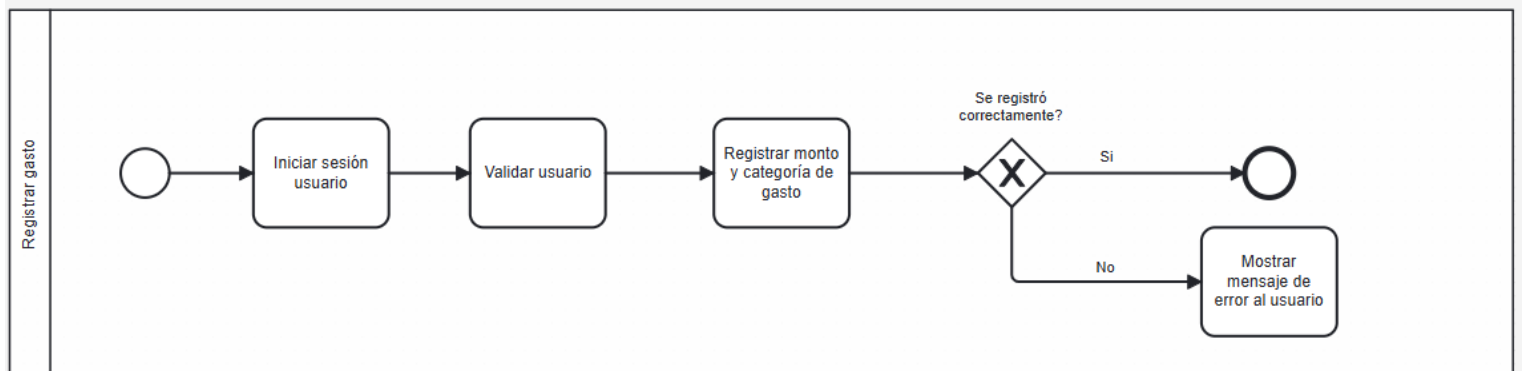 Registrar gasto
Iniciar sesión
usuario
Validar usuario
Registrar monto
y categoría de
gasto
Se registró
correctamente?
Si
No
Mostrar
mensaje de
error al usuario